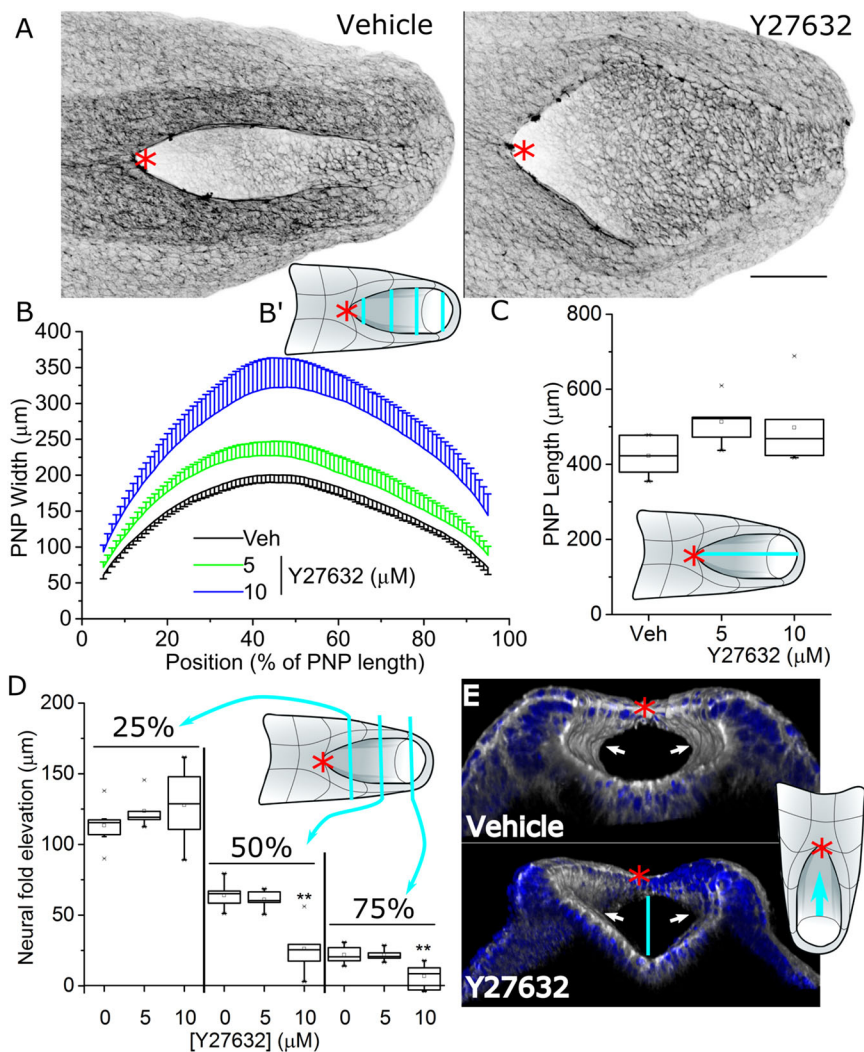 A
Vehicle
Y27632
B
B'
C
400
350
300
250
200
150
100
50
0
PNP Width (μm)
Veh
5
10
Y27632 (μM)
0
20
40
60
80
100
Position (% of PNP length)
800
600
400
200
0
PNP Length (μm)
Veh
5
10
Y27632 (μM)
D
200
150
100
50
0
Neural fold elevation (μm)
25%
50%
75%
**
**
0
5
10
0
5
10
0
5
10
[Y27632] (μM)
E
Vehicle
Y27632